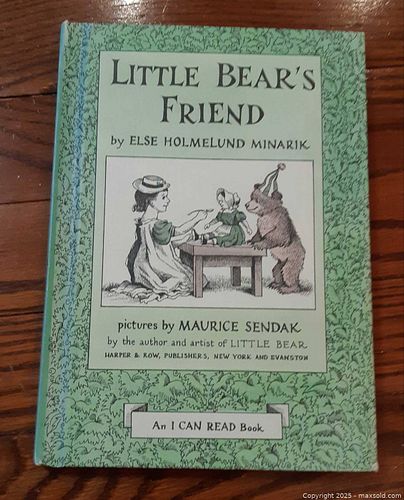 LITTLE BEAR'S
FRIEND
by ELSE HOLMELUND MINARIK
pictures by MAURICE SENDAK
by the author and artist of LITTLE BEAR
HARPER & ROW, PUBLISHERS, NEW YORK AND EVANSTON
An I CAN READ Book
Copyright 2025 - maxsold.com